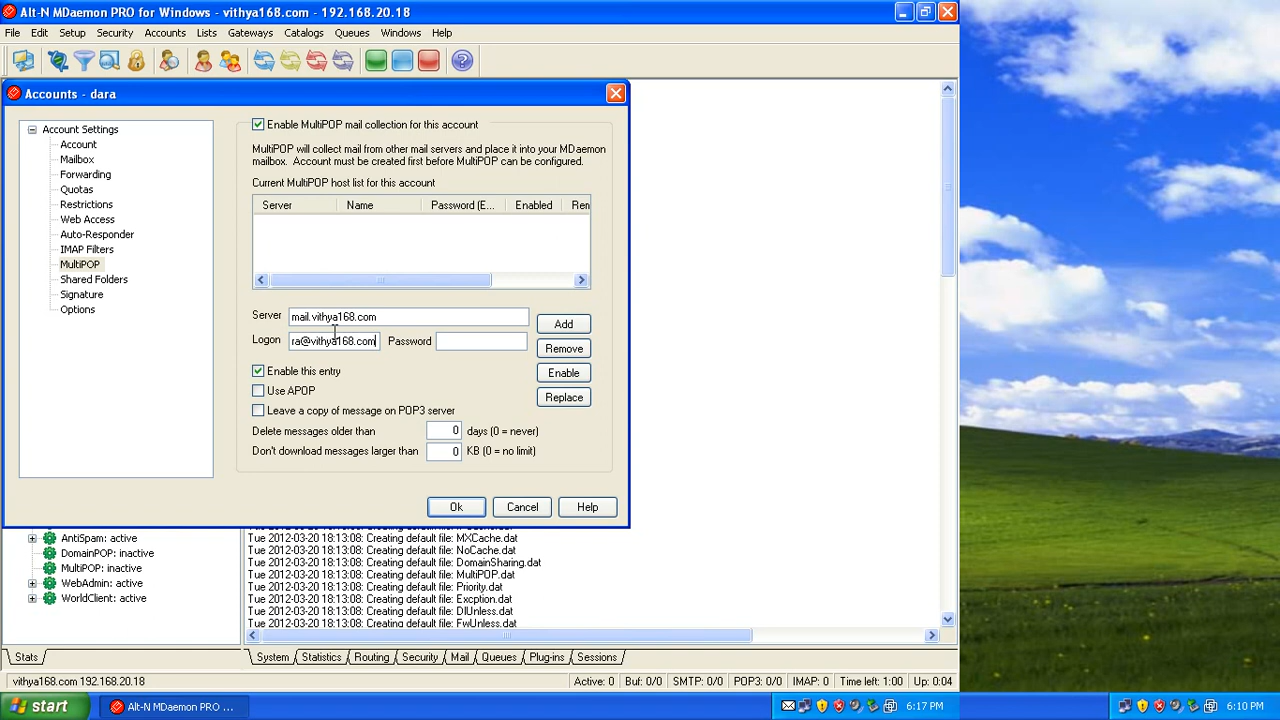 Alt-N MDaemon PRO for Windows - vithya168.com - 192.168.20.18
File Edit Setup Security Accounts Lists Gateways Catalogs Queues Windows Help
Accounts - dara
Account Settings
Account
Mailbox
Forwarding
Quotas
Restrictions
Web Access
Auto-Responder
IMAP Filters
MultiPOP
Shared Folders
Signature
Options
Enable MultiPOP mail collection for this account
MultiPOP will collect mail from other mail servers and place it into your MDaemon
mailbox. Account must be created first before MultiPOP can be configured.
Current MultiPOP host list for this account
Server Name Password (E... Enabled Ren
Server mail.vithya168.com
Add
Logon ra@vithya168.com Password
Remove
Enable this entry
Enable
Use APOP
Replace
Leave a copy of message on POP3 server
Delete messages older than 0 days (0 = never)
Don't download messages larger than 0 KB (0 = no limit)
Ok Cancel Help
AntiSpam: active
DomainPOP: inactive
MultiPOP: inactive
WebAdmin: active
WorldClient: active
Tue 2012-03-20 18:13:08: Creating default file: MXCache.dat
Tue 2012-03-20 18:13:08: Creating default file: NoCache.dat
Tue 2012-03-20 18:13:08: Creating default file: DomainSharing.dat
Tue 2012-03-20 18:13:08: Creating default file: MultiPOP.dat
Tue 2012-03-20 18:13:08: Creating default file: Priority.dat
Tue 2012-03-20 18:13:08: Creating default file: Exception.dat
Tue 2012-03-20 18:13:08: Creating default file: DlUnless.dat
Tue 2012-03-20 18:13:08: Creating default file: FwUnless.dat
Stats
System Statistics Routing Security Mail Queues Plug-ins Sessions
vithya168.com 192.168.20.18
Active: 0 Buf: 0/0 SMTP: 0/0 POP3: 0/0 IMAP: 0 Time left: 1:00 Up: 0:04
start
Alt-N MDaemon PRO ...
6:17 PM
6:10 PM